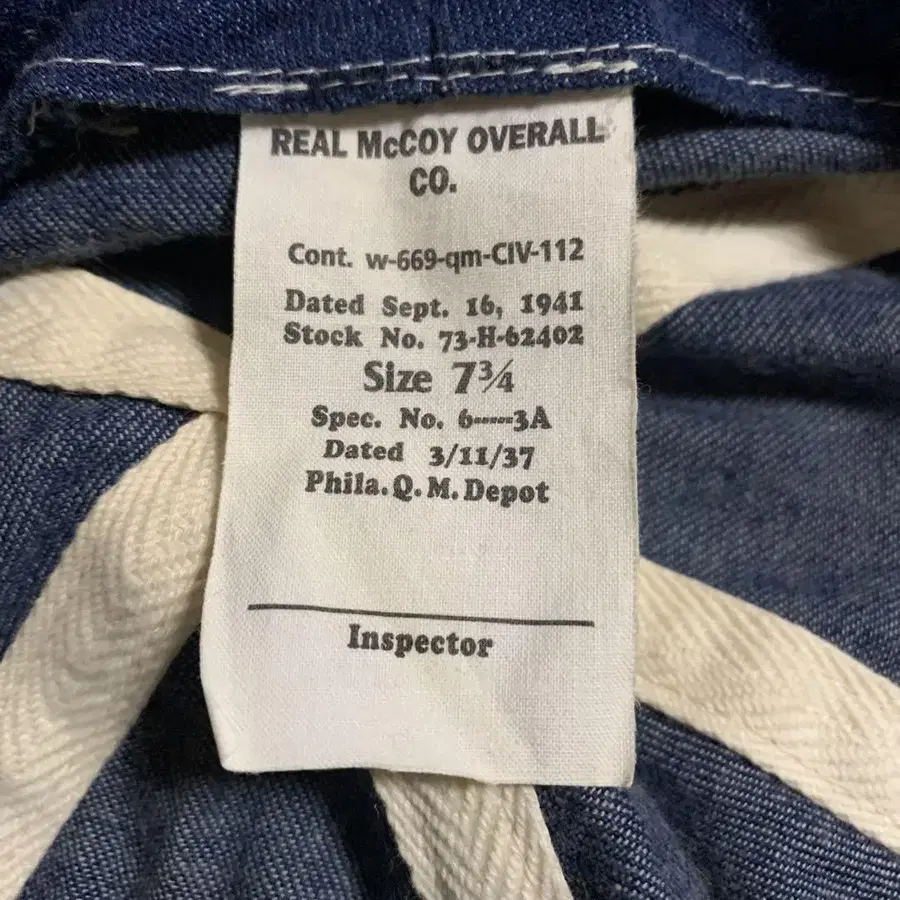 REAL McCOY OVERALL
CO.
Cont. w-669-qm-CIV-112
Dated Sept. 16, 1941
Stock No. 73-H-62402
Size 7¾
Spec. No. 6-----3A
Dated 3/11/37
Phila. Q. M. Depot
Inspector